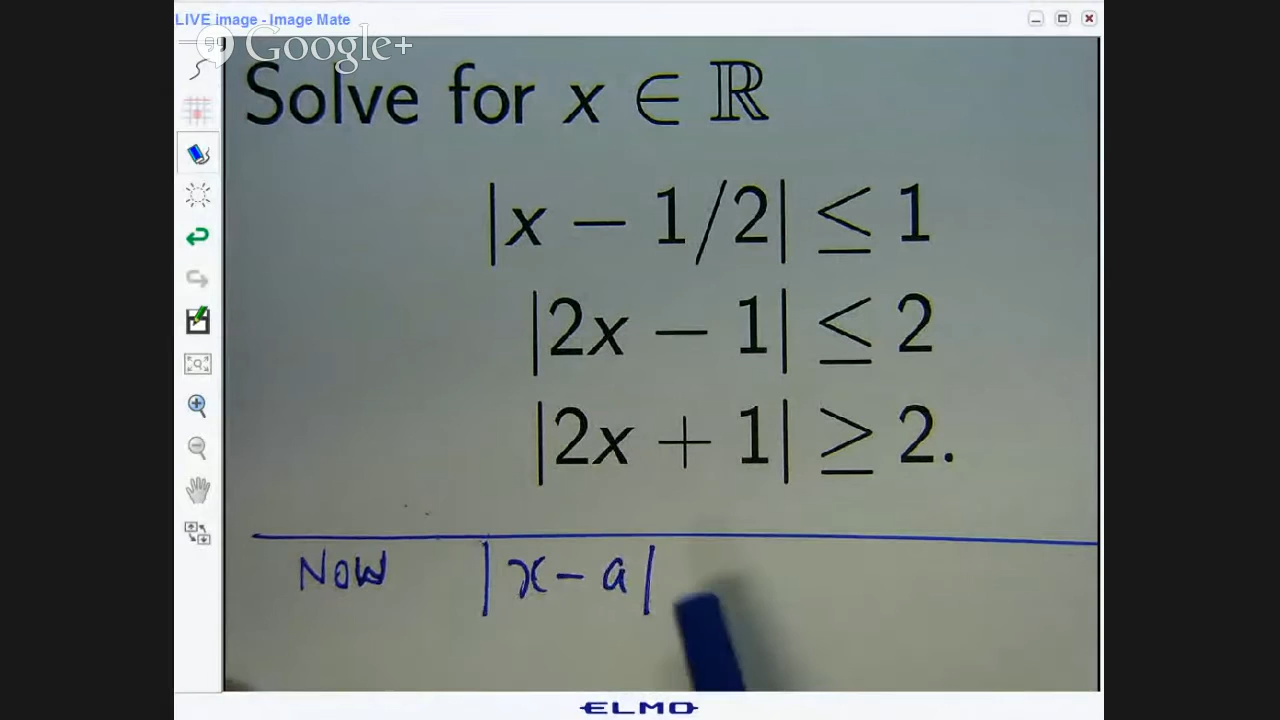 LIVE image - Image Mate
Google+
Solve for x ∈ ℝ
|x − 1/2| ≤ 1
|2x − 1| ≤ 2
|2x + 1| ≥ 2.
Now |x − a|
ELMO